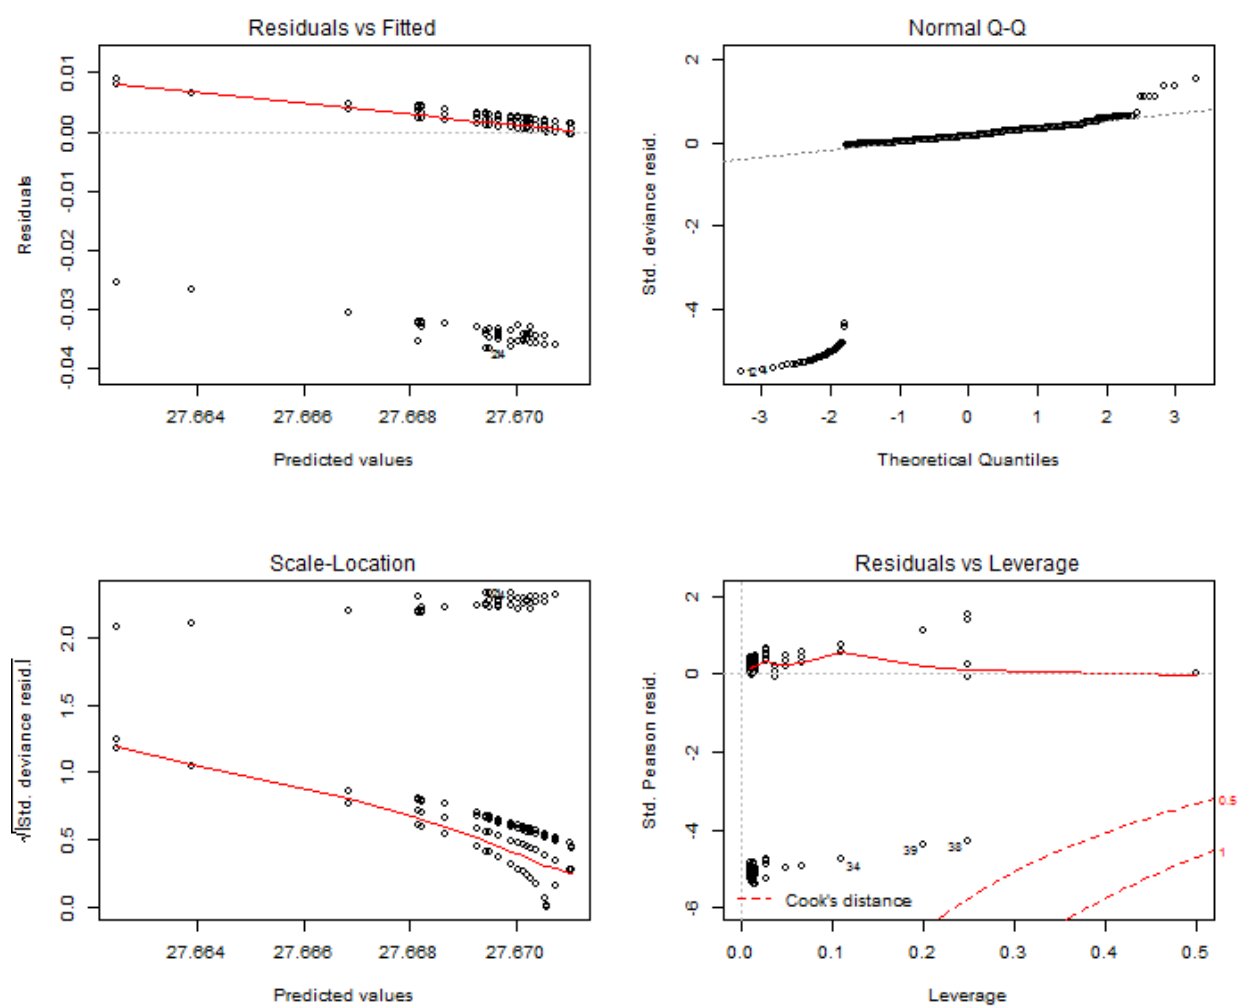 Residuals vs Fitted
Residuals
0.01
0.00
-0.01
-0.02
-0.03
-0.04
27.664 27.666 27.668 27.670
Predicted values
Normal Q-Q
Std. deviance resid.
2
0
-2
-4
-3 -2 -1 0 1 2 3
Theoretical Quantiles
Scale-Location
√|Std. deviance resid.|
2.0
1.5
1.0
0.5
0.0
27.664 27.666 27.668 27.670
Predicted values
Residuals vs Leverage
Std. Pearson resid.
2
0
-2
-4
-6
34
39
38
0.5
1
Cook's distance
0.0 0.1 0.2 0.3 0.4 0.5
Leverage